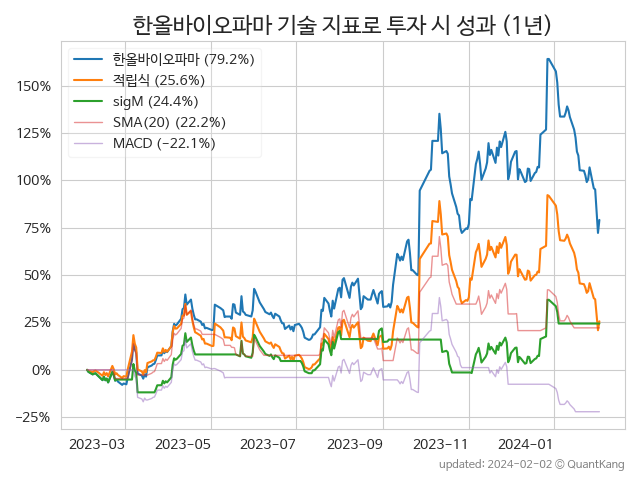 한올바이오파마 기술 지표로 투자 시 성과 (1년)
한올바이오파마 (79.2%)
적립식 (25.6%)
sigM (24.4%)
SMA(20) (22.2%)
MACD (−22.1%)
150%
125%
100%
75%
50%
25%
0%
−25%
2023-03 2023-05 2023-07 2023-09 2023-11 2024-01
updated: 2024-02-02 © QuantKang